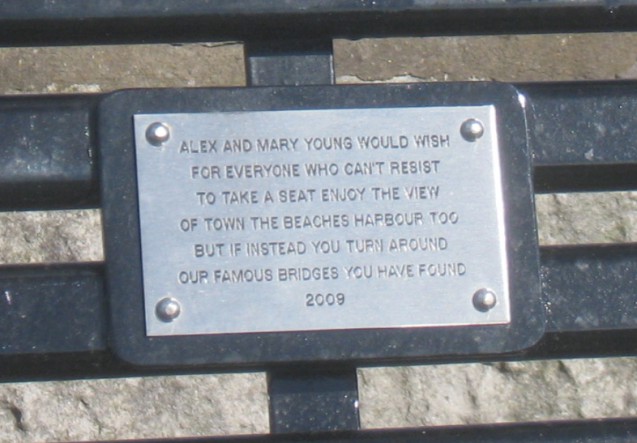 ALEX AND MARY YOUNG WOULD WISH
FOR EVERYONE WHO CAN'T RESIST
TO TAKE A SEAT ENJOY THE VIEW
OF TOWN THE BEACHES HARBOUR TOO
BUT IF INSTEAD YOU TURN AROUND
OUR FAMOUS BRIDGES YOU HAVE FOUND
2009